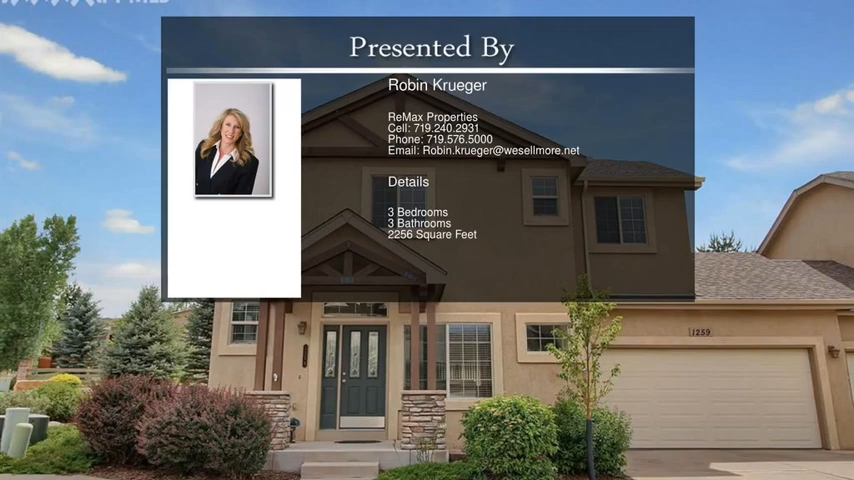 Presented By
Robin Krueger
ReMax Properties
Cell: 719.240.2931
Phone: 719.576.5000
Email: Robin.krueger@wesellmore.net
Details
3 Bedrooms
3 Bathrooms
2256 Square Feet
1259